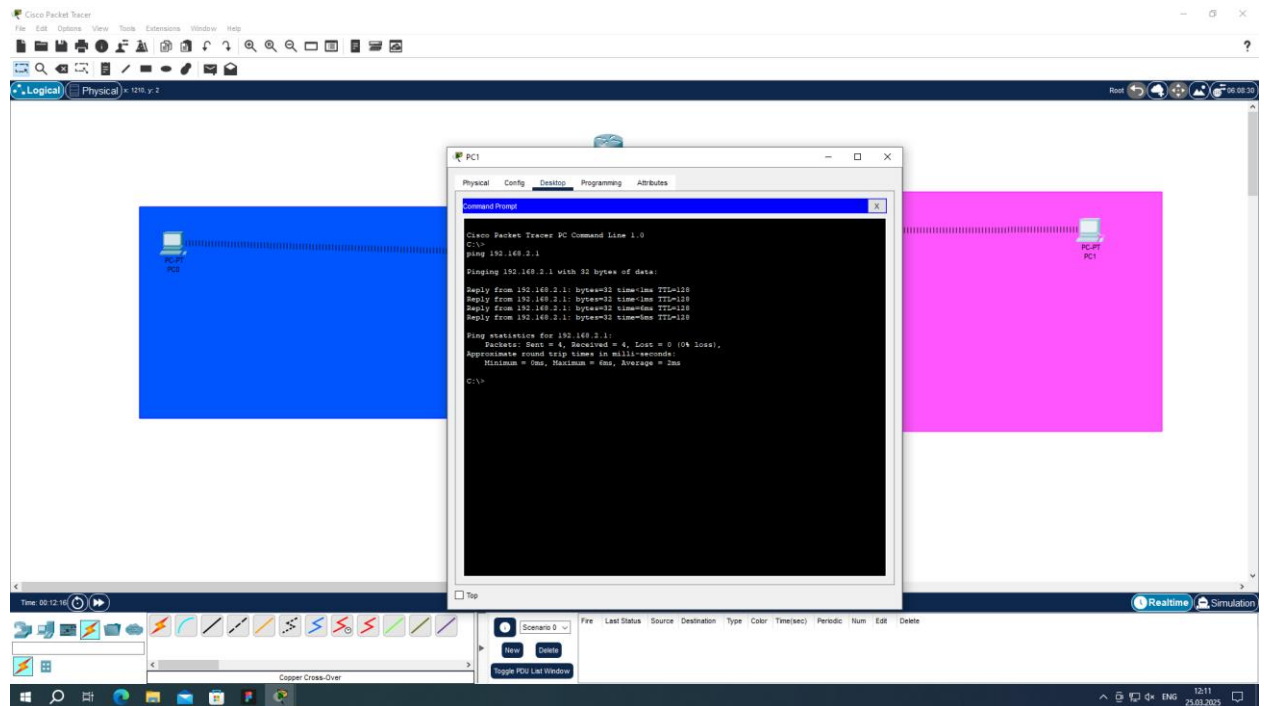 Cisco Packet Tracer
File Edit Options View Tools Extensions Window Help
?
Logical Physical x: 1210, y: 2 Root 06:08:30
PC1
Physical Config Desktop Programming Attributes
Command Prompt X
Cisco Packet Tracer PC Command Line 1.0
C:\>
ping 192.168.2.1
Pinging 192.168.2.1 with 32 bytes of data:
Reply from 192.168.2.1: bytes=32 time<1ms TTL=128
Reply from 192.168.2.1: bytes=32 time<1ms TTL=128
Reply from 192.168.2.1: bytes=32 time=6ms TTL=128
Reply from 192.168.2.1: bytes=32 time=5ms TTL=128
Ping statistics for 192.168.2.1:
Packets: Sent = 4, Received = 4, Lost = 0 (0% loss),
Approximate round trip times in milli-seconds:
Minimum = 0ms, Maximum = 6ms, Average = 2ms
C:\>
PC-PT
PC0
PC-PT
PC1
Top
Time: 00:12:16 Realtime Simulation
Scenario 0
New Delete
Toggle PDU List Window
Fire Last Status Source Destination Type Color Time(sec) Periodic Num Edit Delete
Copper Cross-Over
ENG 12:11
25.03.2025